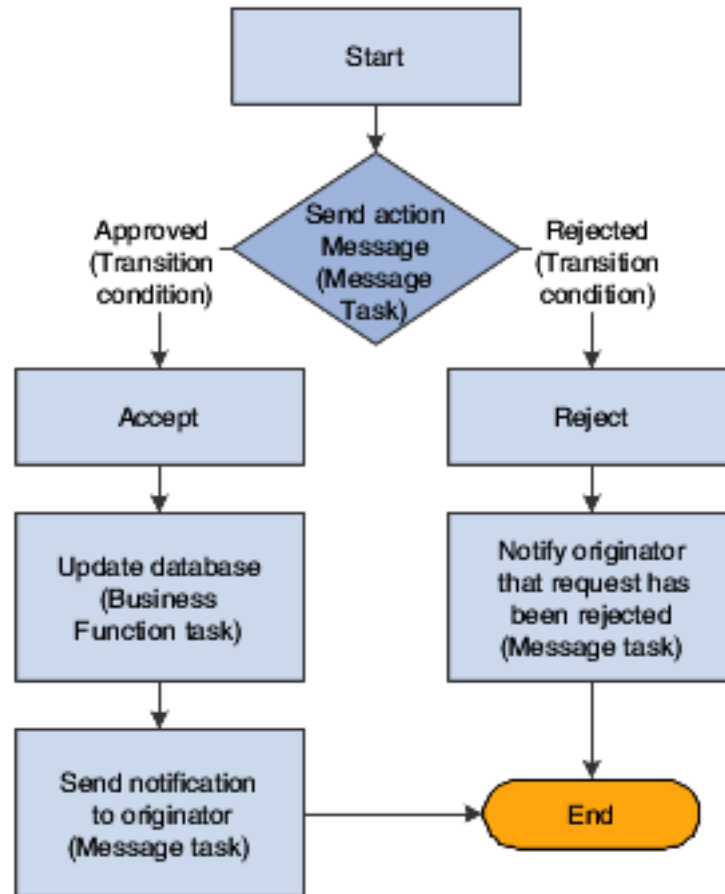 Start
Send action
Message
(Message
Task)
Approved
(Transition
condition)
Rejected
(Transition
condition)
Accept
Reject
Update database
(Business
Function task)
Notify originator
that request has
been rejected
(Message task)
Send notification
to originator
(Message task)
End